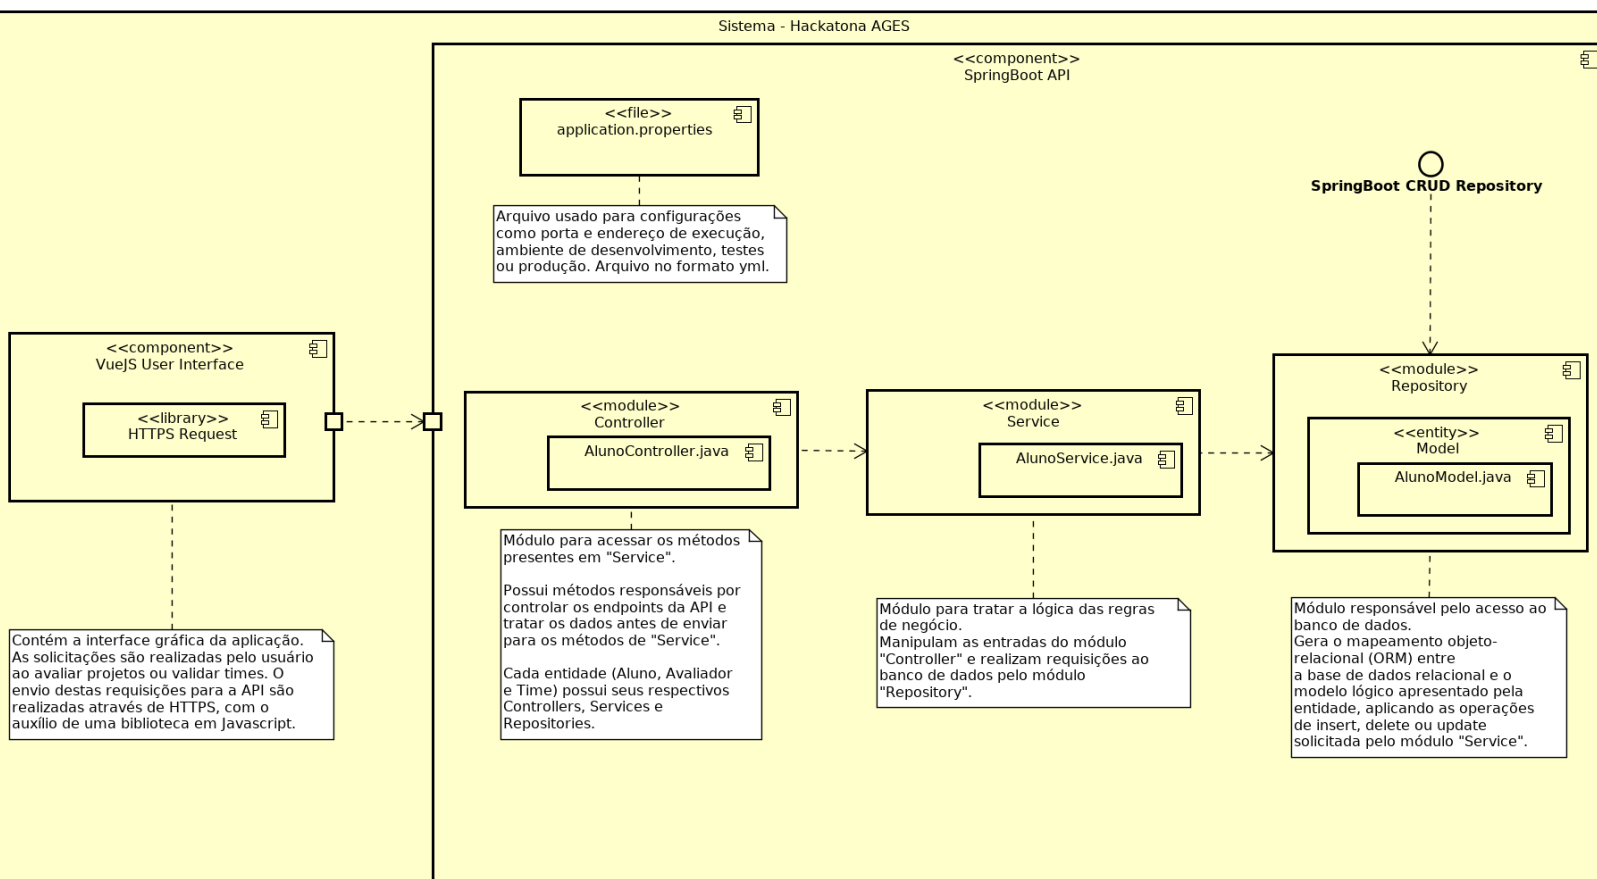 Sistema - Hackatona AGES
<<component>>
SpringBoot API
<<file>>
application.properties
Arquivo usado para configurações
como porta e endereço de execução,
ambiente de desenvolvimento, testes
ou produção. Arquivo no formato yml.
SpringBoot CRUD Repository
<<component>>
VueJS User Interface
<<library>>
HTTPS Request
<<module>>
Controller
AlunoController.java
<<module>>
Service
AlunoService.java
<<module>>
Repository
<<entity>>
Model
AlunoModel.java
Contém a interface gráfica da aplicação.
As solicitações são realizadas pelo usuário
ao avaliar projetos ou validar times. O
envio destas requisições para a API são
realizadas através de HTTPS, com o
auxílio de uma biblioteca em Javascript.
Módulo para acessar os métodos
presentes em "Service".
Possui métodos responsáveis por
controlar os endpoints da API e
tratar os dados antes de enviar
para os métodos de "Service".
Cada entidade (Aluno, Avaliador
e Time) possui seus respectivos
Controllers, Services e
Repositories.
Módulo para tratar a lógica das regras
de negócio.
Manipulam as entradas do módulo
"Controller" e realizam requisições ao
banco de dados pelo módulo
"Repository".
Módulo responsável pelo acesso ao
banco de dados.
Gera o mapeamento objeto-
relacional (ORM) entre
a base de dados relacional e o
modelo lógico apresentado pela
entidade, aplicando as operações
de insert, delete ou update
solicitada pelo módulo "Service".